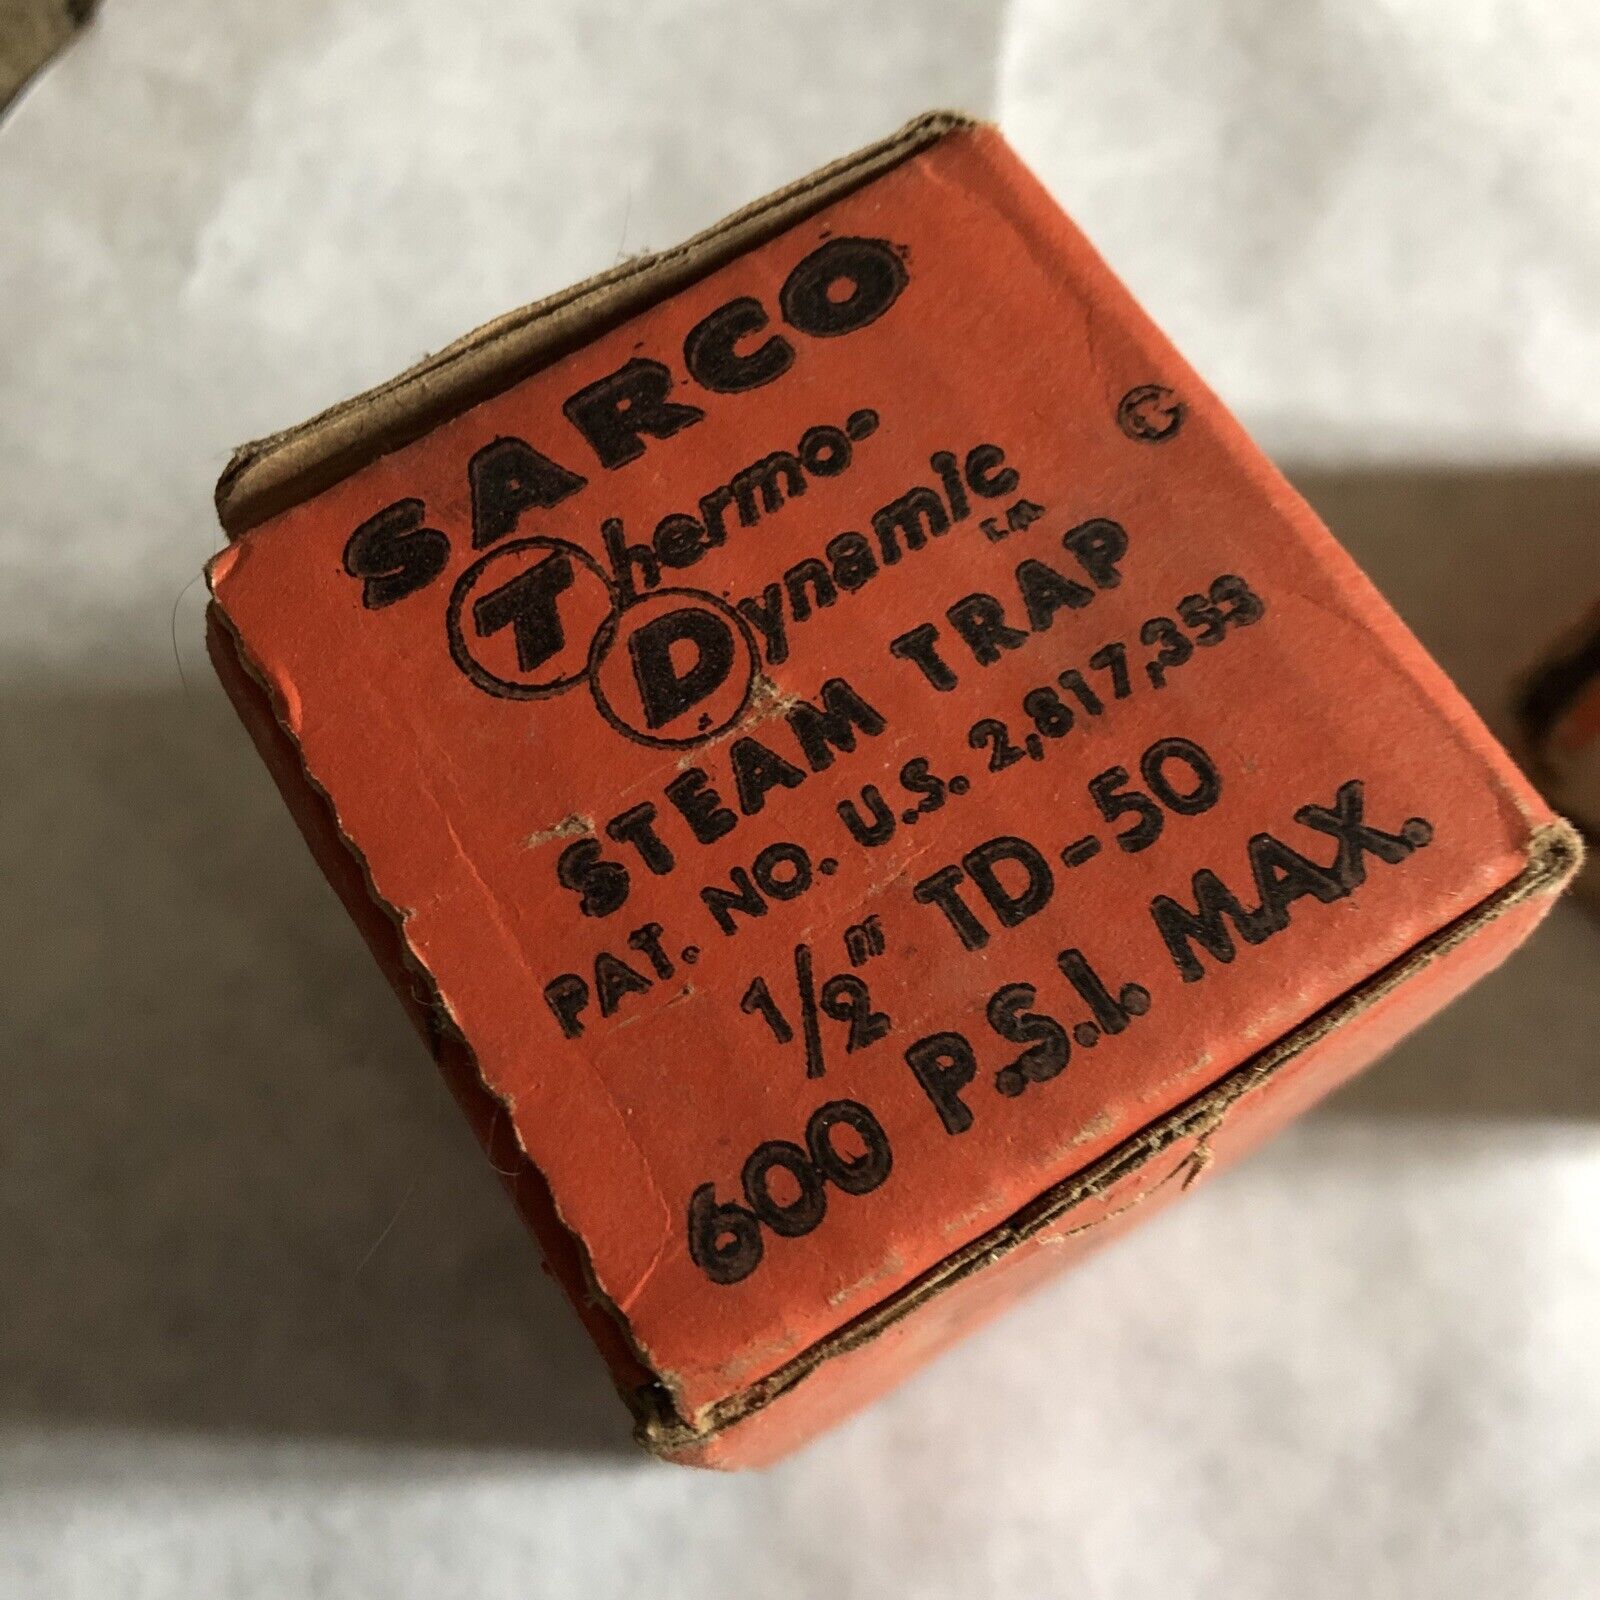 SARCO
Thermo-
Dynamic
T.M.
STEAM TRAP
PAT. NO. U.S. 2,817,353
1/2" TD-50
600 P.S.I. MAX.